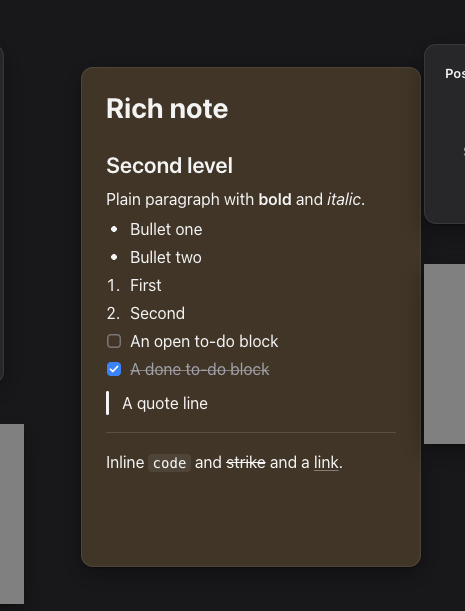 Rich note
Pos
Second level
Plain paragraph with bold and italic.
Bullet one
Bullet two
1. First
2. Second
An open to-do block
A done to-do block
A quote line
Inline code and strike and a link.